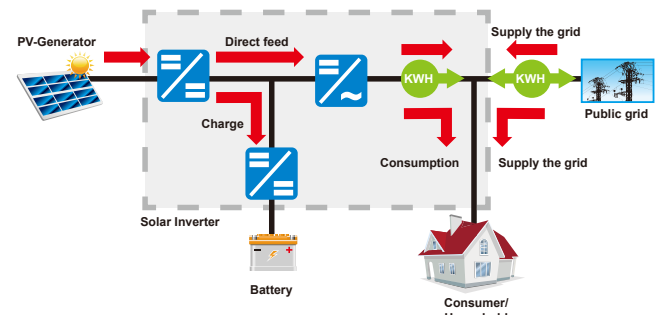 Supply the grid
PV-Generator
Direct feed
KWH
KWH
Public grid
Charge
Consumption
Supply the grid
Solar Inverter
Battery
Consumer/